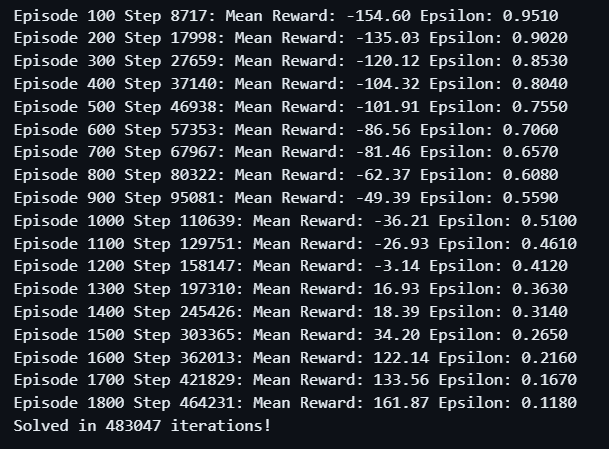 Episode 100 Step 8717: Mean Reward: -154.60 Epsilon: 0.9510
Episode 200 Step 17998: Mean Reward: -135.03 Epsilon: 0.9020
Episode 300 Step 27659: Mean Reward: -120.12 Epsilon: 0.8530
Episode 400 Step 37140: Mean Reward: -104.32 Epsilon: 0.8040
Episode 500 Step 46938: Mean Reward: -101.91 Epsilon: 0.7550
Episode 600 Step 57353: Mean Reward: -86.56 Epsilon: 0.7060
Episode 700 Step 67967: Mean Reward: -81.46 Epsilon: 0.6570
Episode 800 Step 80322: Mean Reward: -62.37 Epsilon: 0.6080
Episode 900 Step 95081: Mean Reward: -49.39 Epsilon: 0.5590
Episode 1000 Step 110639: Mean Reward: -36.21 Epsilon: 0.5100
Episode 1100 Step 129751: Mean Reward: -26.93 Epsilon: 0.4610
Episode 1200 Step 158147: Mean Reward: -3.14 Epsilon: 0.4120
Episode 1300 Step 197310: Mean Reward: 16.93 Epsilon: 0.3630
Episode 1400 Step 245426: Mean Reward: 18.39 Epsilon: 0.3140
Episode 1500 Step 303365: Mean Reward: 34.20 Epsilon: 0.2650
Episode 1600 Step 362013: Mean Reward: 122.14 Epsilon: 0.2160
Episode 1700 Step 421829: Mean Reward: 133.56 Epsilon: 0.1670
Episode 1800 Step 464231: Mean Reward: 161.87 Epsilon: 0.1180
Solved in 483047 iterations!